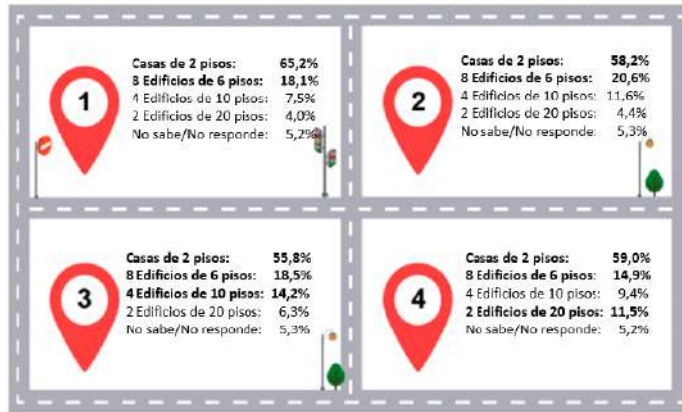 1
Casas de 2 pisos: 65,2%
8 Edificios de 6 pisos: 18,1%
4 Edificios de 10 pisos: 7,5%
2 Edificios de 20 pisos: 4,0%
No sabe/No responde: 5,2%
2
Casas de 2 pisos: 58,2%
8 Edificios de 6 pisos: 20,6%
4 Edificios de 10 pisos: 11,6%
2 Edificios de 20 pisos: 4,4%
No sabe/No responde: 5,3%
3
Casas de 2 pisos: 55,8%
8 Edificios de 6 pisos: 18,5%
4 Edificios de 10 pisos: 14,2%
2 Edificios de 20 pisos: 6,3%
No sabe/No responde: 5,3%
4
Casas de 2 pisos: 59,0%
8 Edificios de 6 pisos: 14,9%
4 Edificios de 10 pisos: 9,4%
2 Edificios de 20 pisos: 11,5%
No sabe/No responde: 5,2%